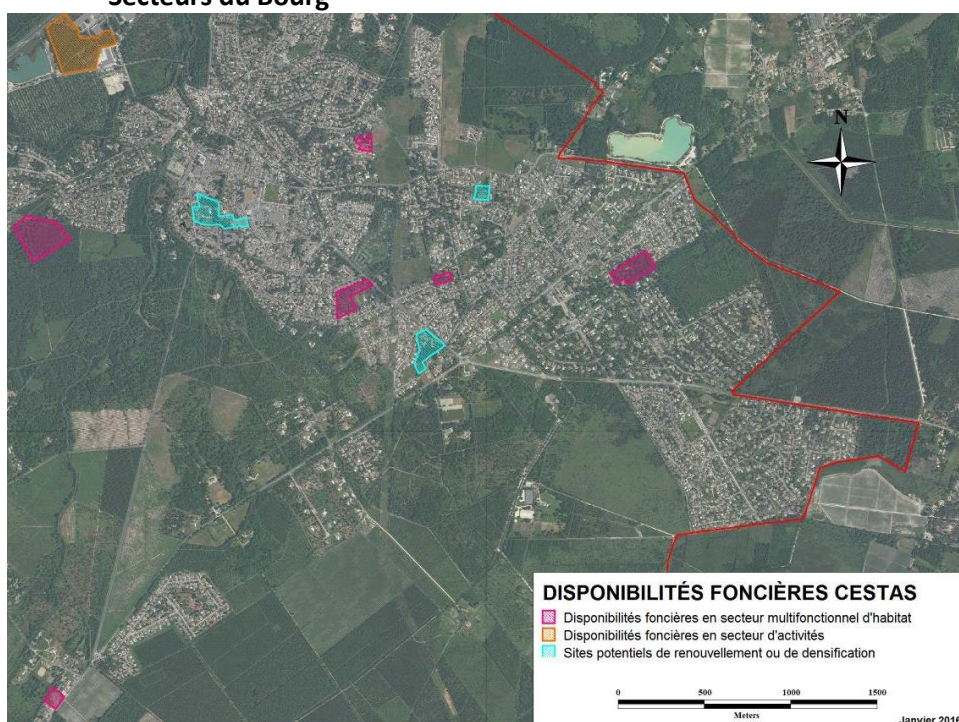 Secteurs du Bourg
N
DISPONIBILITÉS FONCIÈRES CESTAS
Disponibilités foncières en secteur multifonctionnel d'habitat
Disponibilités foncières en secteur d'activités
Sites potentiels de renouvellement ou de densification
0 500 1000 1500
Meters
Janvier 2016